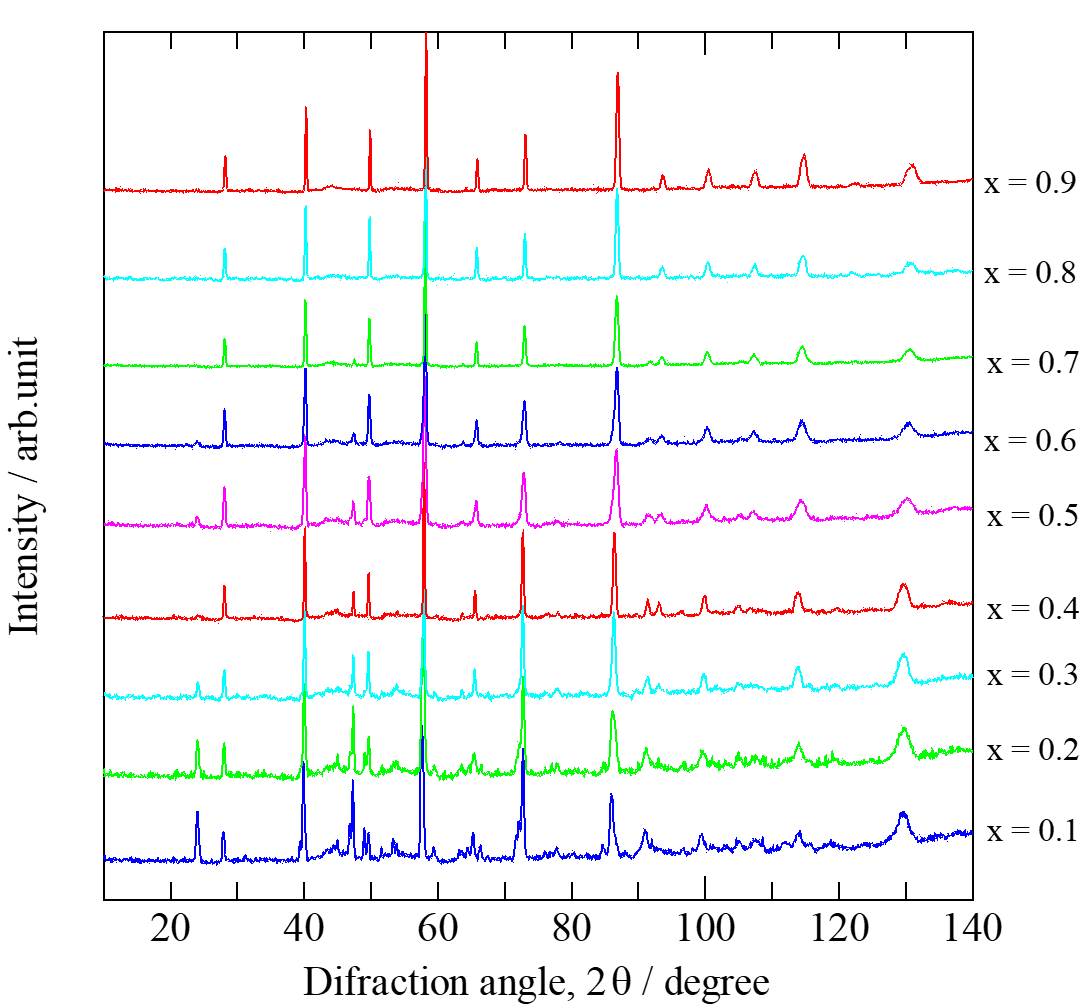 x = 0.9
x = 0.8
x = 0.7
x = 0.6
x = 0.5
x = 0.4
x = 0.3
x = 0.2
x = 0.1
Intensity / arb.unit
20 40 60 80 100 120 140
Difraction angle, 2θ / degree